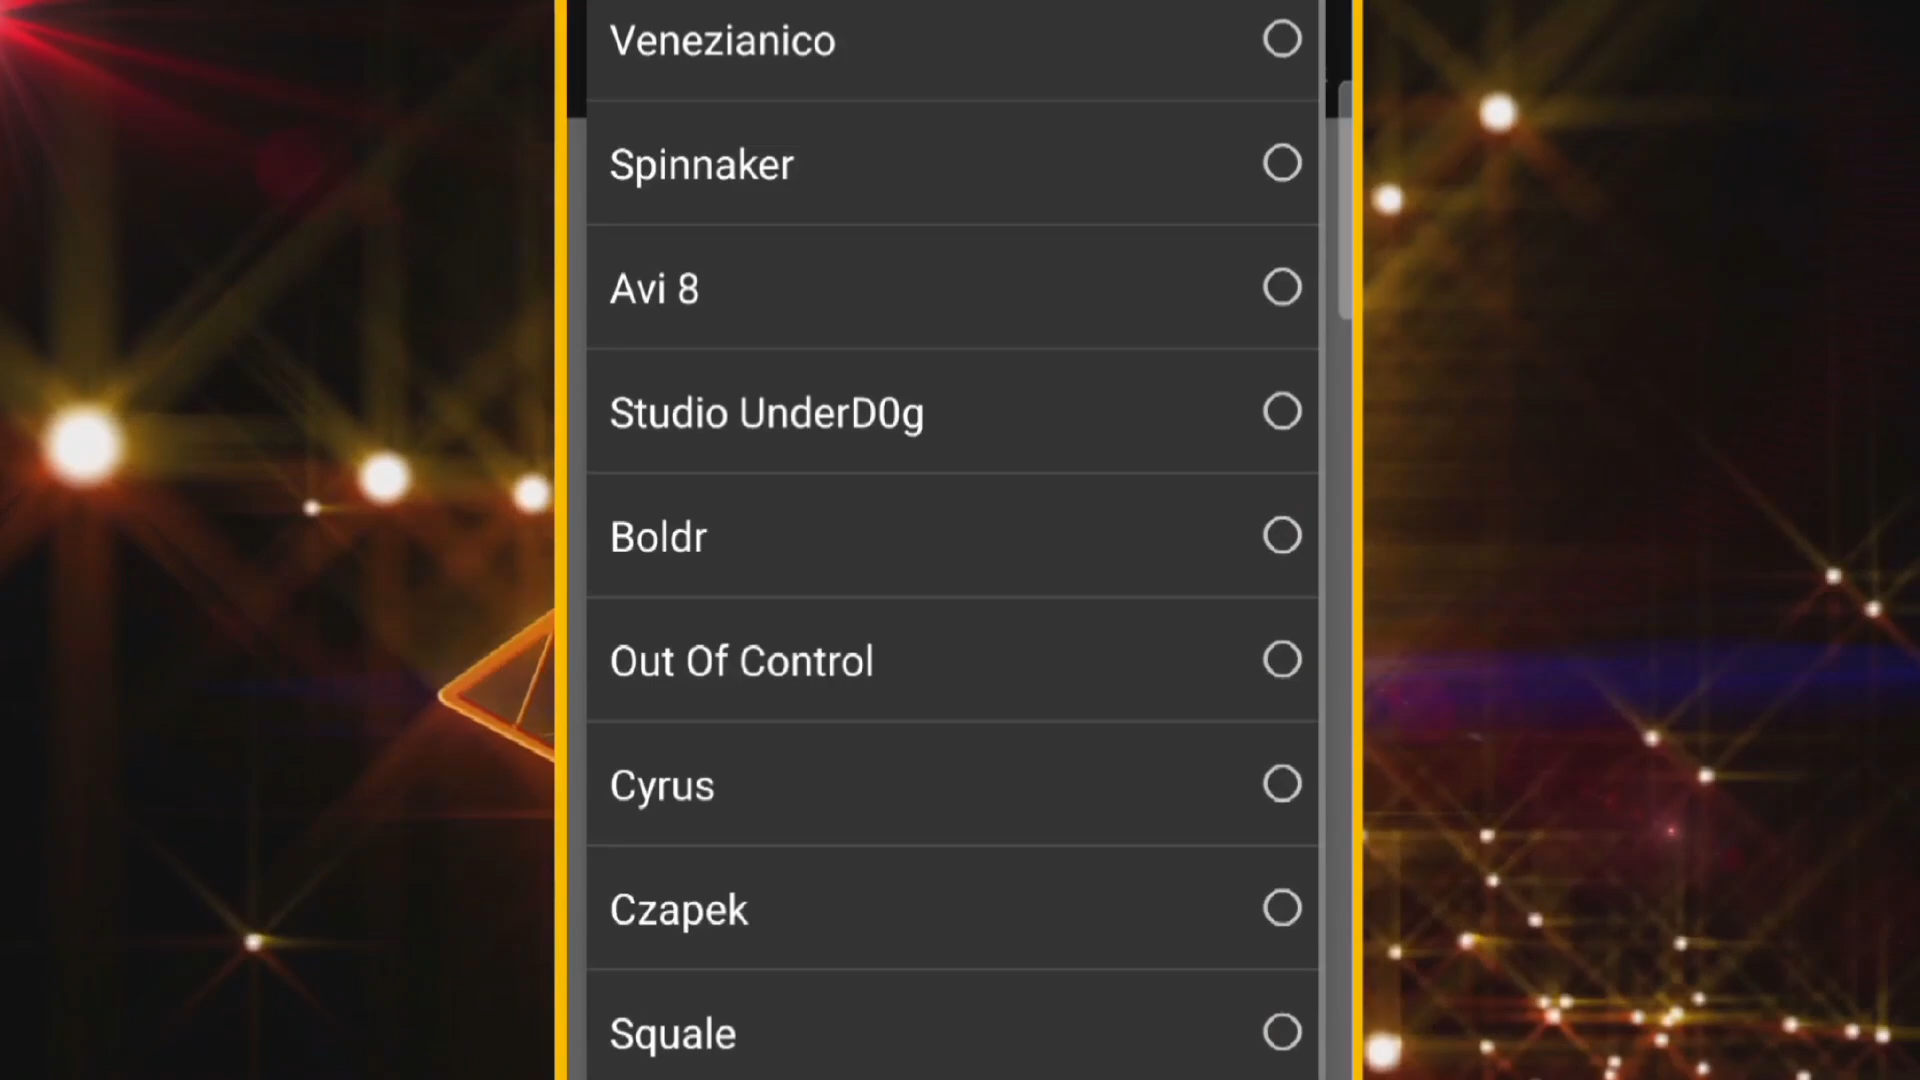 Venezianico
Spinnaker
Avi 8
Studio UnderD0g
Boldr
Out Of Control
Cyrus
Czapek
Squale